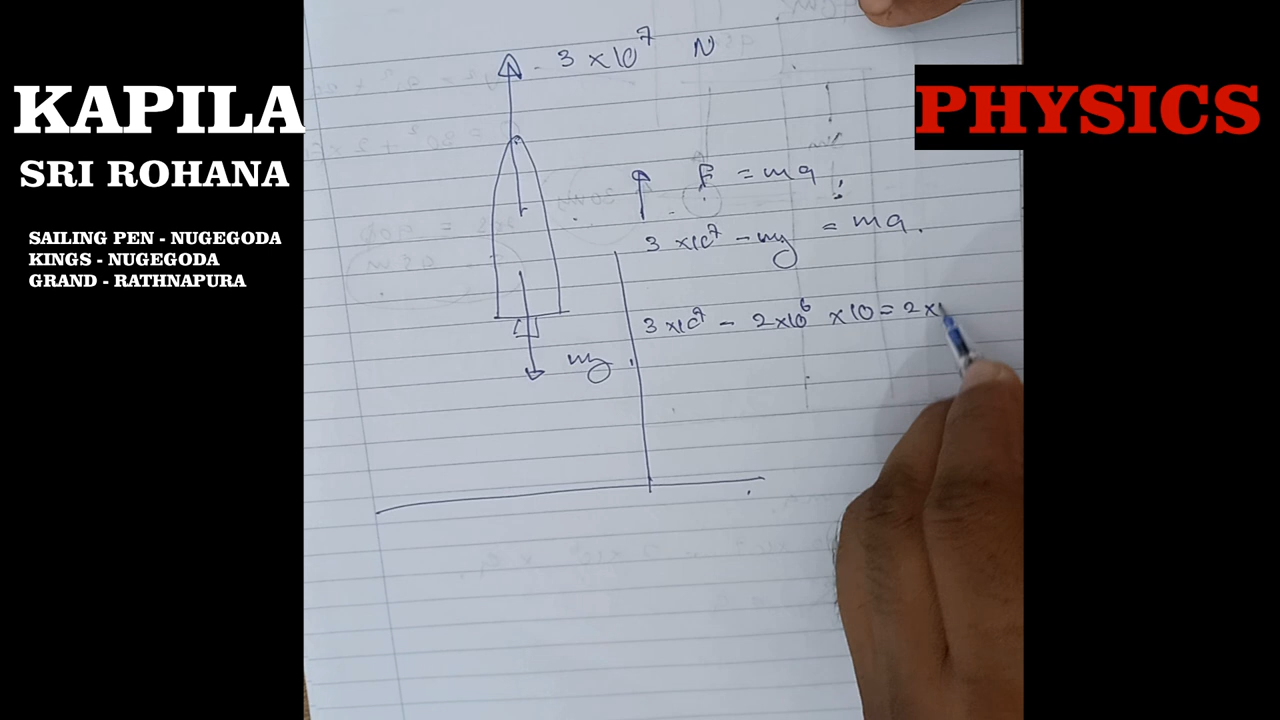 KAPILA
SRI ROHANA
SAILING PEN - NUGEGODA
KINGS - NUGEGODA
GRAND - RATHNAPURA
PHYSICS
3 × 10⁷ N
F = ma
3 × 10⁷ - mg = ma.
3 × 10⁷ - 2 × 10⁶ × 10 = 2 ×
mg